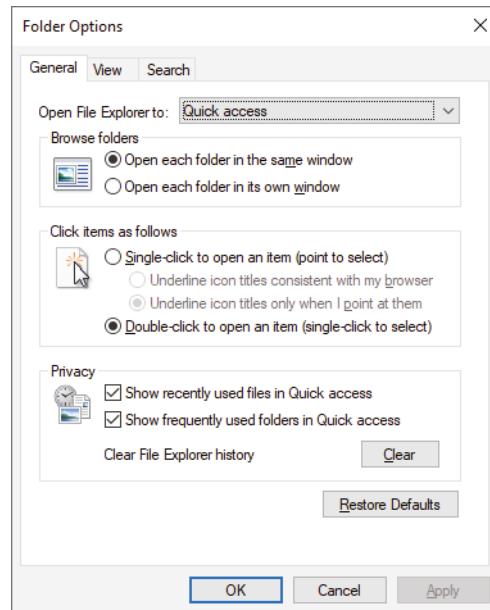 Folder Options
General View Search
Open File Explorer to: Quick access
Browse folders
Open each folder in the same window
Open each folder in its own window
Click items as follows
Single-click to open an item (point to select)
Underline icon titles consistent with my browser
Underline icon titles only when I point at them
Double-click to open an item (single-click to select)
Privacy
Show recently used files in Quick access
Show frequently used folders in Quick access
Clear File Explorer history Clear
Restore Defaults
OK Cancel Apply